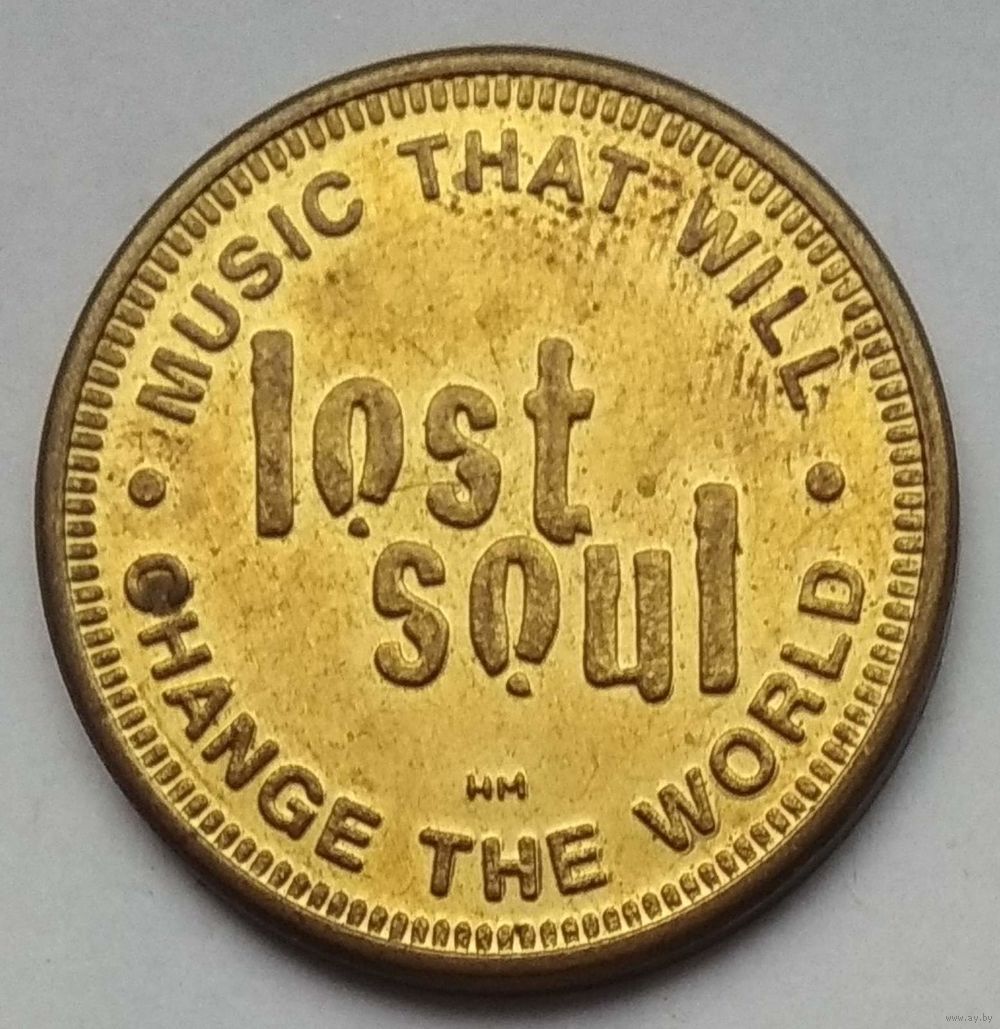 • MUSIC THAT WILL •
lost
soul
HM
CHANGE THE WORLD
www.ay.by